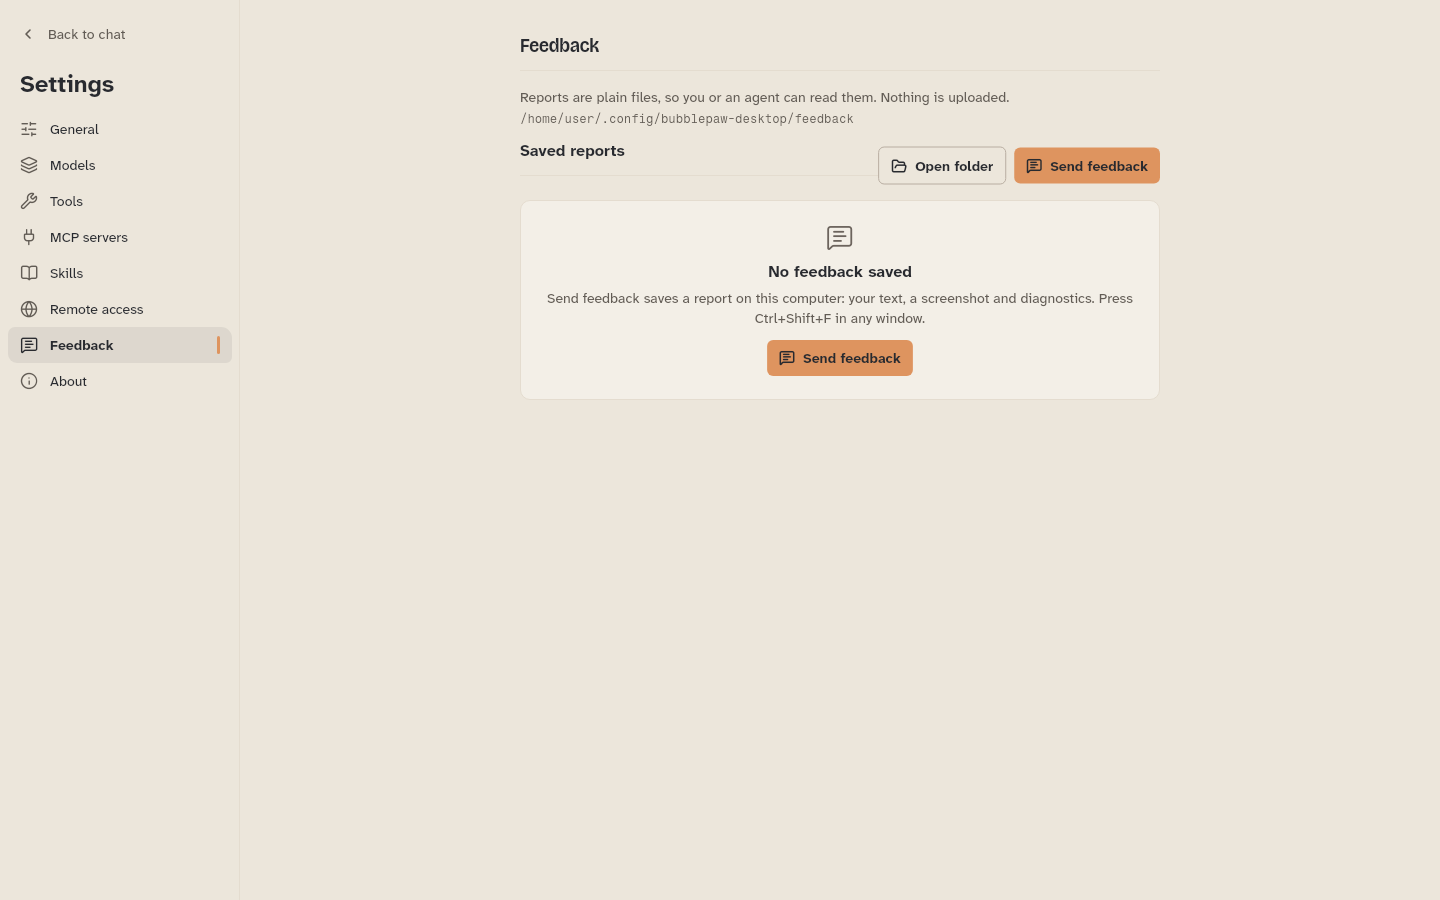 Back to chat
Settings
General
Models
Tools
MCP servers
Skills
Remote access
Feedback
About
Feedback
Reports are plain files, so you or an agent can read them. Nothing is uploaded.
/home/user/.config/bubblepaw-desktop/feedback
Saved reports
Open folder
Send feedback
No feedback saved
Send feedback saves a report on this computer: your text, a screenshot and diagnostics. Press
Ctrl+Shift+F in any window.
Send feedback